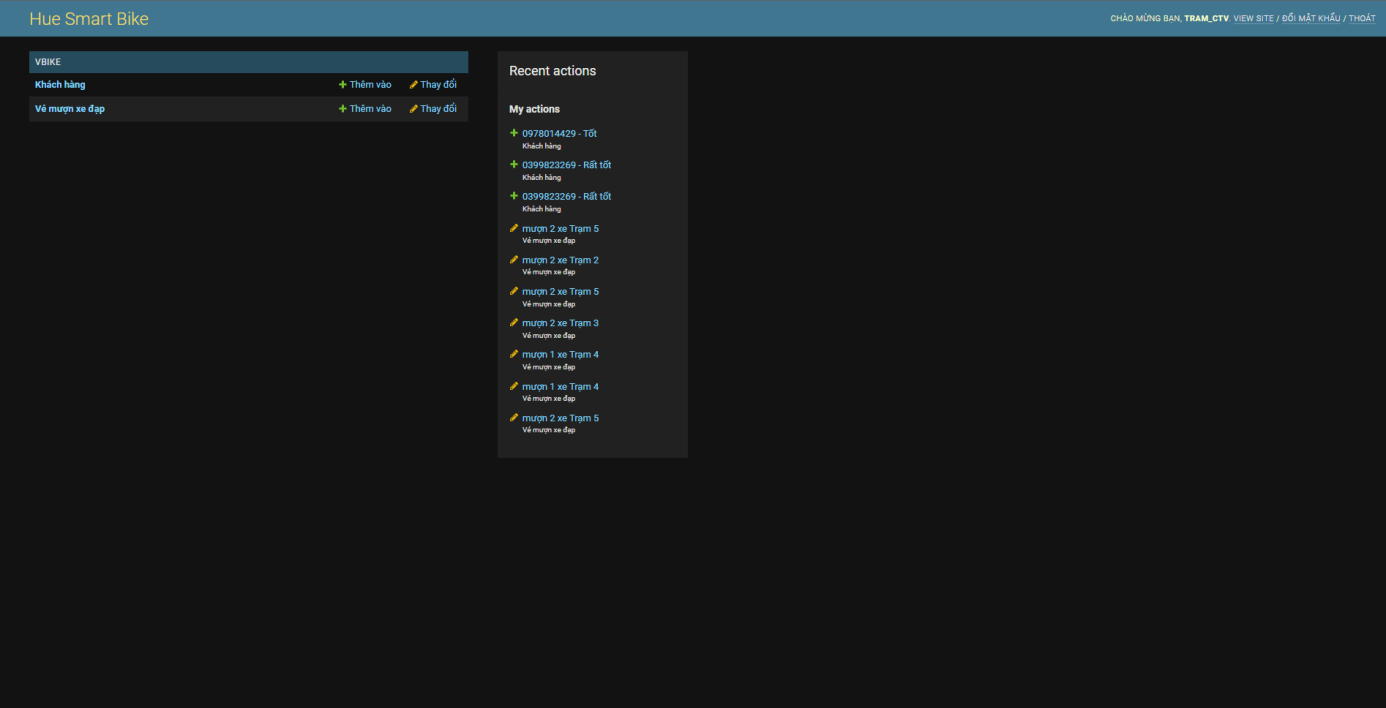 Hue Smart Bike
CHÀO MỪNG BẠN, TRAM_CTV. VIEW SITE / ĐỔI MẬT KHẨU / THOÁT
VBIKE
Khách hàng Thêm vào Thay đổi
Vé mượn xe đạp Thêm vào Thay đổi
Recent actions
My actions
0978014429 - Tốt
Khách hàng
0399823269 - Rất tốt
Khách hàng
0399823269 - Rất tốt
Khách hàng
mượn 2 xe Trạm 5
Vé mượn xe đạp
mượn 2 xe Trạm 2
Vé mượn xe đạp
mượn 2 xe Trạm 5
Vé mượn xe đạp
mượn 2 xe Trạm 3
Vé mượn xe đạp
mượn 1 xe Trạm 4
Vé mượn xe đạp
mượn 1 xe Trạm 4
Vé mượn xe đạp
mượn 2 xe Trạm 5
Vé mượn xe đạp